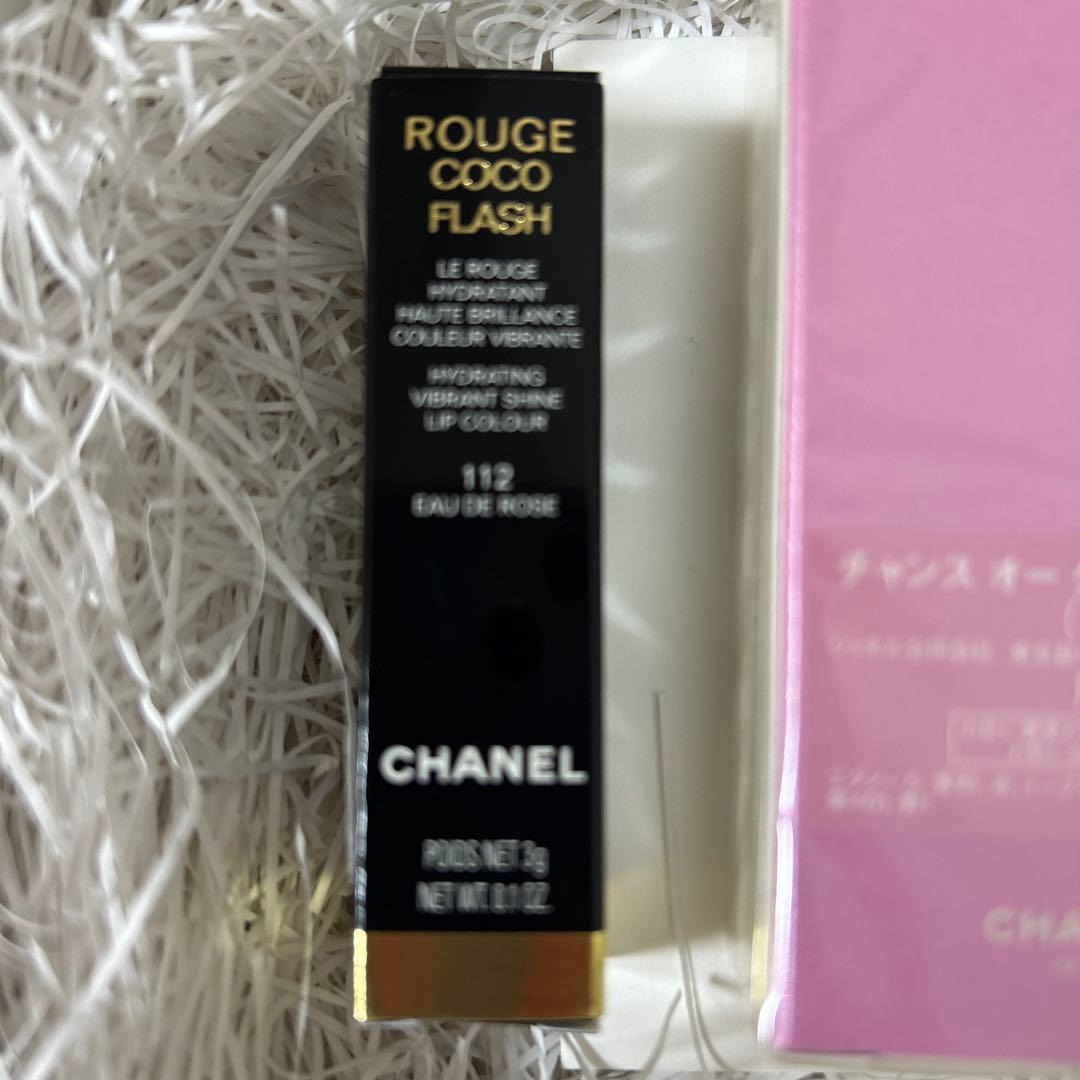 ROUGE
COCO
FLASH
LE ROUGE
HYDRATANT
HAUTE BRILLANCE
COULEUR VIBRANTE
HYDRATING
VIBRANT SHINE
LIP COLOUR
112
EAU DE ROSE
CHANEL
POIDS NET 3g
NET WT. 0.1 OZ.
チャンス オー
CHA